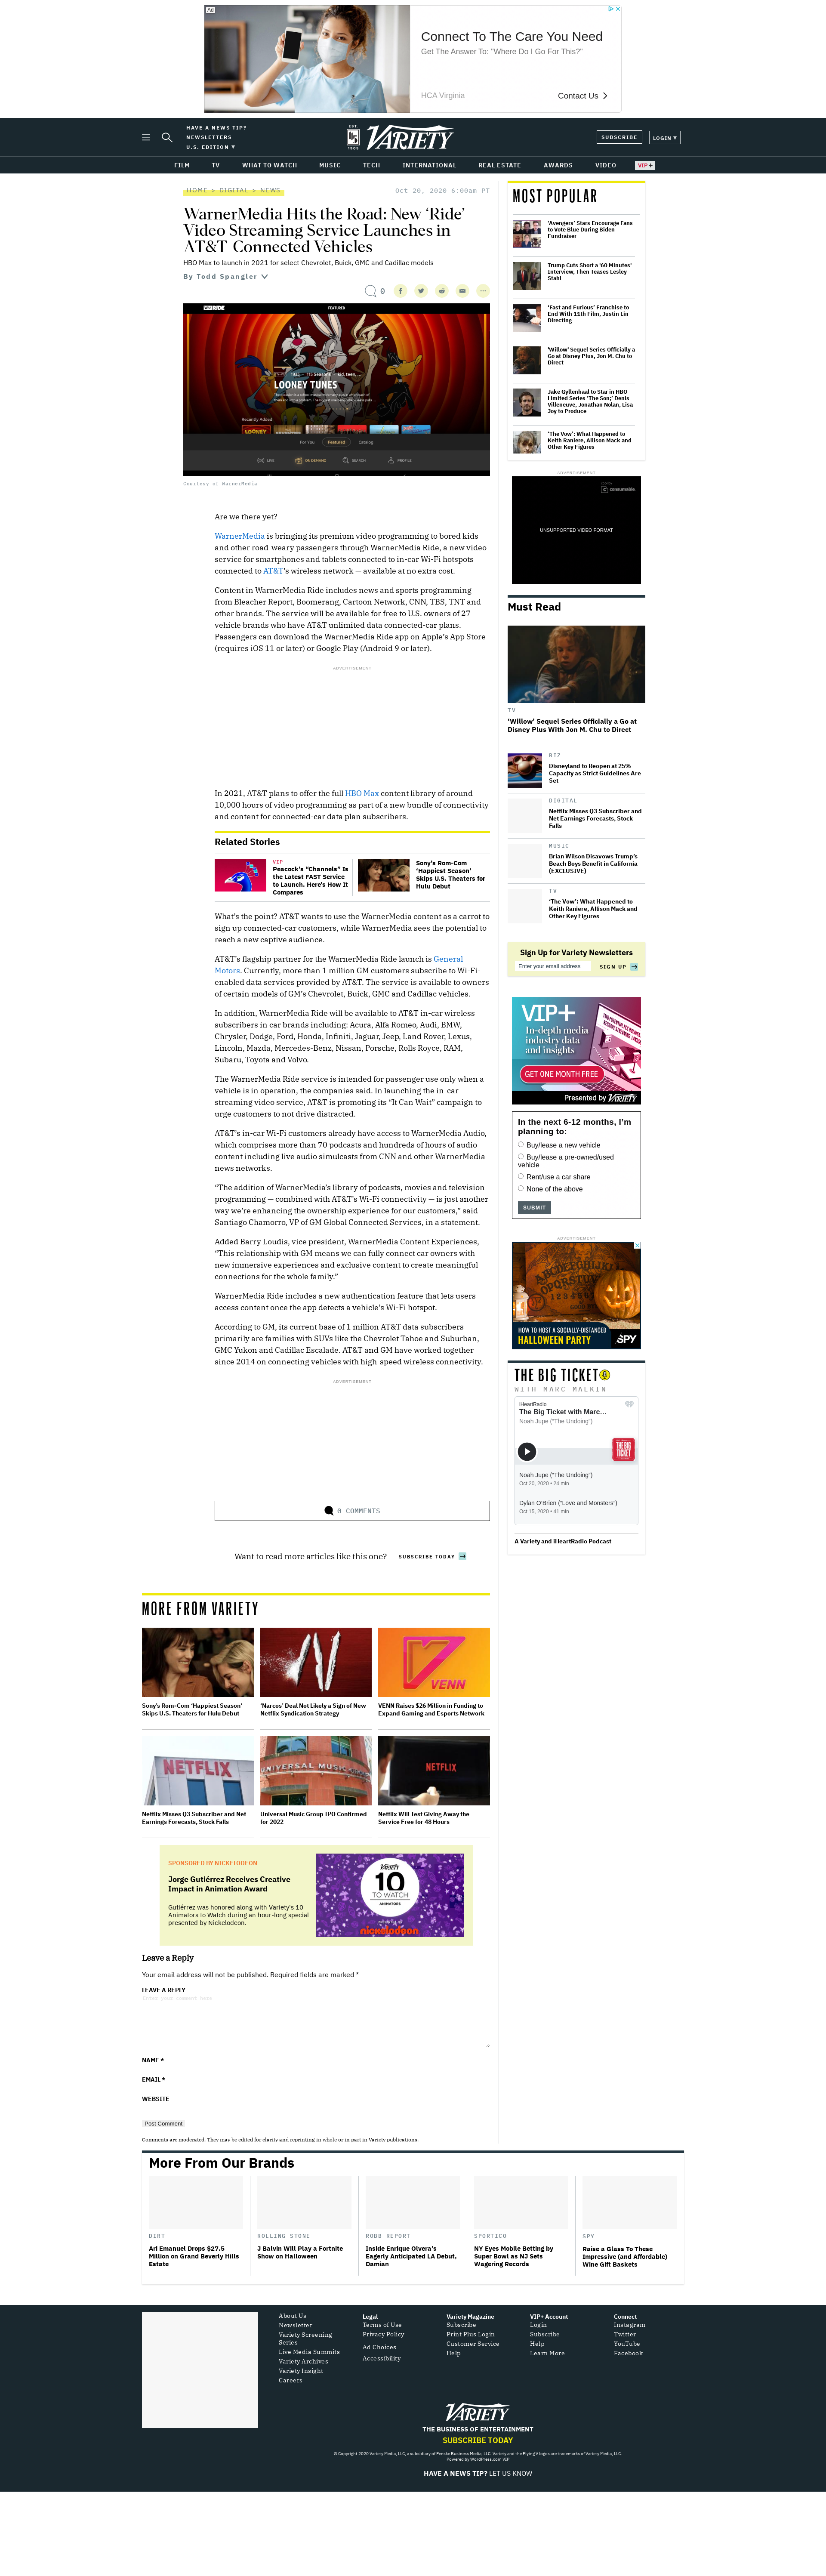 Ad
Connect To The Care You Need
Get The Answer To: "Where Do I Go For This?"
HCA Virginia
Contact Us
HAVE A NEWS TIP?
NEWSLETTERS
U.S. EDITION
EST. 1905
VARIETY
SUBSCRIBE
LOGIN
FILM TV WHAT TO WATCH MUSIC TECH INTERNATIONAL REAL ESTATE AWARDS VIDEO VIP+
HOME > DIGITAL > NEWS
Oct 20, 2020 6:00am PT
WarnerMedia Hits the Road: New ‘Ride’
Video Streaming Service Launches in
AT&T-Connected Vehicles
HBO Max to launch in 2021 for select Chevrolet, Buick, GMC and Cadillac models
By Todd Spangler
0
RIDE
FEATURED
LOONEY TUNES
Recently Added
For You Featured Catalog
LIVE ON-DEMAND SEARCH PROFILE
Courtesy of WarnerMedia
Are we there yet?
WarnerMedia is bringing its premium video programming to bored kids
and other road-weary passengers through WarnerMedia Ride, a new video
service for smartphones and tablets connected to in-car Wi-Fi hotspots
connected to AT&T’s wireless network — available at no extra cost.
Content in WarnerMedia Ride includes news and sports programming
from Bleacher Report, Boomerang, Cartoon Network, CNN, TBS, TNT and
other brands. The service will be available for free to U.S. owners of 27
vehicle brands who have AT&T unlimited data connected-car plans.
Passengers can download the WarnerMedia Ride app on Apple’s App Store
(requires iOS 11 or later) or Google Play (Android 9 or later).
ADVERTISEMENT
In 2021, AT&T plans to offer the full HBO Max content library of around
10,000 hours of video programming as part of a new bundle of connectivity
and content for connected-car data plan subscribers.
Related Stories
VIP
Peacock’s “Channels” Is
the Latest FAST Service
to Launch. Here’s How It
Compares
Sony’s Rom-Com
‘Happiest Season’
Skips U.S. Theaters for
Hulu Debut
What’s the point? AT&T wants to use the WarnerMedia content as a carrot to
sign up connected-car customers, while WarnerMedia sees the potential to
reach a new captive audience.
AT&T’s flagship partner for the WarnerMedia Ride launch is General
Motors. Currently, more than 1 million GM customers subscribe to Wi-Fi-
enabled data services provided by AT&T. The service is available to owners
of certain models of GM’s Chevrolet, Buick, GMC and Cadillac vehicles.
In addition, WarnerMedia Ride will be available to AT&T in-car wireless
subscribers in car brands including: Acura, Alfa Romeo, Audi, BMW,
Chrysler, Dodge, Ford, Honda, Infiniti, Jaguar, Jeep, Land Rover, Lexus,
Lincoln, Mazda, Mercedes-Benz, Nissan, Porsche, Rolls Royce, RAM,
Subaru, Toyota and Volvo.
The WarnerMedia Ride service is intended for passenger use only when a
vehicle is in operation, the companies said. In launching the in-car
streaming video service, AT&T is promoting its “It Can Wait” campaign to
urge customers to not drive distracted.
AT&T’s in-car Wi-Fi customers already have access to WarnerMedia Audio,
which comprises more than 70 podcasts and hundreds of hours of audio
content including live audio simulcasts from CNN and other WarnerMedia
news networks.
“The addition of WarnerMedia’s library of podcasts, movies and television
programming — combined with AT&T’s Wi-Fi connectivity — is just another
way we’re enhancing the ownership experience for our customers,” said
Santiago Chamorro, VP of GM Global Connected Services, in a statement.
Added Barry Loudis, vice president, WarnerMedia Content Experiences,
“This relationship with GM means we can fully connect car owners with
new immersive experiences and exclusive content to create meaningful
connections for the whole family.”
WarnerMedia Ride includes a new authentication feature that lets users
access content once the app detects a vehicle’s Wi-Fi hotspot.
According to GM, its current base of 1 million AT&T data subscribers
primarily are families with SUVs like the Chevrolet Tahoe and Suburban,
GMC Yukon and Cadillac Escalade. AT&T and GM have worked together
since 2014 on connecting vehicles with high-speed wireless connectivity.
ADVERTISEMENT
0 COMMENTS
Want to read more articles like this one?
SUBSCRIBE TODAY
MOST POPULAR
‘Avengers’ Stars Encourage Fans
to Vote Blue During Biden
Fundraiser
Trump Cuts Short a ‘60 Minutes’
Interview, Then Teases Lesley
Stahl
‘Fast and Furious’ Franchise to
End With 11th Film, Justin Lin
Directing
‘Willow’ Sequel Series Officially a
Go at Disney Plus, Jon M. Chu to
Direct
Jake Gyllenhaal to Star in HBO
Limited Series ‘The Son;’ Denis
Villeneuve, Jonathan Nolan, Lisa
Joy to Produce
‘The Vow’: What Happened to
Keith Raniere, Allison Mack and
Other Key Figures
ADVERTISEMENT
consumable
UNSUPPORTED VIDEO FORMAT
Must Read
TV
‘Willow’ Sequel Series Officially a Go at
Disney Plus With Jon M. Chu to Direct
BIZ
Disneyland to Reopen at 25%
Capacity as Strict Guidelines Are
Set
DIGITAL
Netflix Misses Q3 Subscriber and
Net Earnings Forecasts, Stock
Falls
MUSIC
Brian Wilson Disavows Trump’s
Beach Boys Benefit in California
(EXCLUSIVE)
TV
‘The Vow’: What Happened to
Keith Raniere, Allison Mack and
Other Key Figures
Sign Up for Variety Newsletters
Enter your email address
SIGN UP
VIP+
In-depth media
industry data
and insights
GET ONE MONTH FREE
Presented by VARIETY
In the next 6-12 months, I’m
planning to:
Buy/lease a new vehicle
Buy/lease a pre-owned/used
vehicle
Rent/use a car share
None of the above
SUBMIT
ADVERTISEMENT
HOW TO HOST A SOCIALLY-DISTANCED
HALLOWEEN PARTY
SPY
THE BIG TICKET
WITH MARC MALKIN
iHeartRadio
The Big Ticket with Marc…
Noah Jupe (“The Undoing”)
THE BIG TICKET
Noah Jupe (“The Undoing”)
Oct 20, 2020 • 24 min
Dylan O’Brien (“Love and Monsters”)
Oct 15, 2020 • 41 min
A Variety and iHeartRadio Podcast
MORE FROM VARIETY
VENN
Sony’s Rom-Com ‘Happiest Season’
Skips U.S. Theaters for Hulu Debut
‘Narcos’ Deal Not Likely a Sign of New
Netflix Syndication Strategy
VENN Raises $26 Million in Funding to
Expand Gaming and Esports Network
NETFLIX
UNIVERSAL MUSIC
NETFLIX
Netflix Misses Q3 Subscriber and Net
Earnings Forecasts, Stock Falls
Universal Music Group IPO Confirmed
for 2022
Netflix Will Test Giving Away the
Service Free for 48 Hours
SPONSORED BY NICKELODEON
Jorge Gutiérrez Receives Creative
Impact in Animation Award
Gutiérrez was honored along with Variety's 10
Animators to Watch during an hour-long special
presented by Nickelodeon.
VARIETY
10
TO WATCH
ANIMATORS
nickelodeon
Leave a Reply
Your email address will not be published. Required fields are marked *
LEAVE A REPLY
NAME *
EMAIL *
WEBSITE
Post Comment
Comments are moderated. They may be edited for clarity and reprinting in whole or in part in Variety publications.
More From Our Brands
DIRT
Ari Emanuel Drops $27.5
Million on Grand Beverly Hills
Estate
ROLLING STONE
J Balvin Will Play a Fortnite
Show on Halloween
ROBB REPORT
Inside Enrique Olvera’s
Eagerly Anticipated LA Debut,
Damian
SPORTICO
NY Eyes Mobile Betting by
Super Bowl as NJ Sets
Wagering Records
SPY
Raise a Glass To These
Impressive (and Affordable)
Wine Gift Baskets
About Us
Newsletter
Variety Screening
Series
Live Media Summits
Variety Archives
Variety Insight
Careers
Legal
Terms of Use
Privacy Policy
Ad Choices
Accessibility
Variety Magazine
Subscribe
Print Plus Login
Customer Service
Help
VIP+ Account
Login
Subscribe
Help
Learn More
Connect
Instagram
Twitter
YouTube
Facebook
VARIETY
THE BUSINESS OF ENTERTAINMENT
SUBSCRIBE TODAY
© Copyright 2020 Variety Media, LLC, a subsidiary of Penske Business Media, LLC. Variety and the Flying V logos are trademarks of Variety Media, LLC.
Powered by WordPress.com VIP
HAVE A NEWS TIP? LET US KNOW